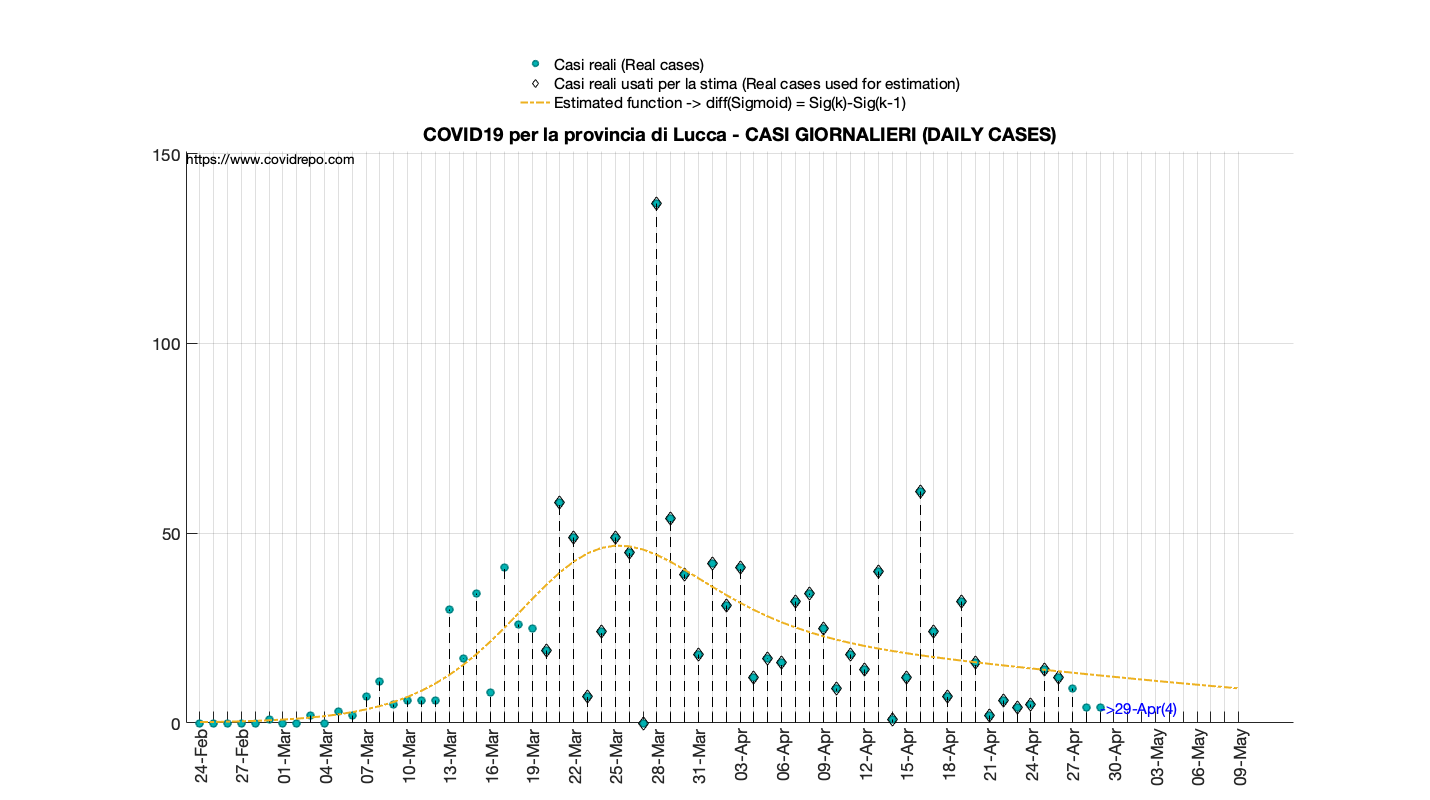 Casi reali (Real cases)
Casi reali usati per la stima (Real cases used for estimation)
Estimated function -> diff(Sigmoid) = Sig(k)-Sig(k-1)
COVID19 per la provincia di Lucca - CASI GIORNALIERI (DAILY CASES)
150
https://www.covidrepo.com
100
50
0
>29-Apr(4)
24-Feb
27-Feb
01-Mar
04-Mar
07-Mar
10-Mar
13-Mar
16-Mar
19-Mar
22-Mar
25-Mar
28-Mar
31-Mar
03-Apr
06-Apr
09-Apr
12-Apr
15-Apr
18-Apr
21-Apr
24-Apr
27-Apr
30-Apr
03-May
06-May
09-May